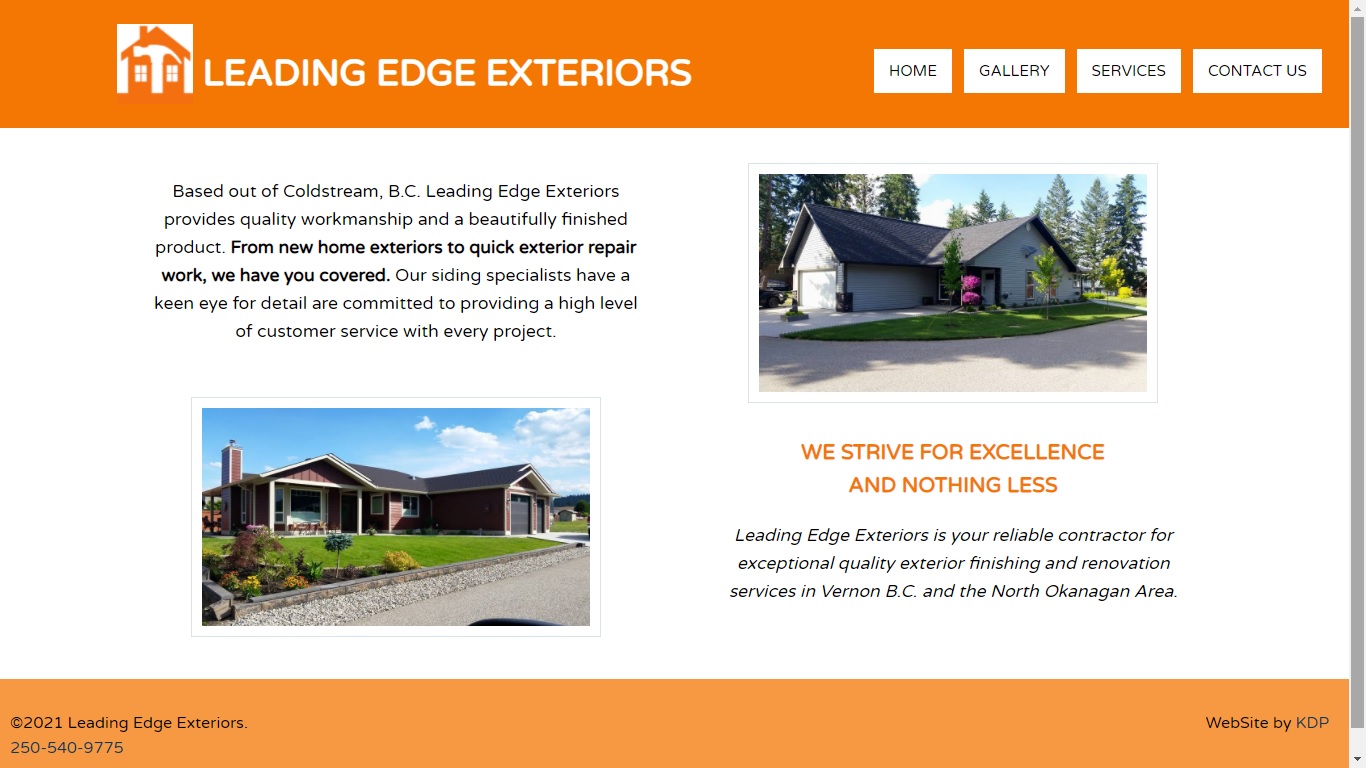 LEADING EDGE EXTERIORS
HOME
GALLERY
SERVICES
CONTACT US
Based out of Coldstream, B.C. Leading Edge Exteriors
provides quality workmanship and a beautifully finished
product. From new home exteriors to quick exterior repair
work, we have you covered. Our siding specialists have a
keen eye for detail are committed to providing a high level
of customer service with every project.
WE STRIVE FOR EXCELLENCE
AND NOTHING LESS
Leading Edge Exteriors is your reliable contractor for
exceptional quality exterior finishing and renovation
services in Vernon B.C. and the North Okanagan Area.
©2021 Leading Edge Exteriors.
250-540-9775
WebSite by KDP